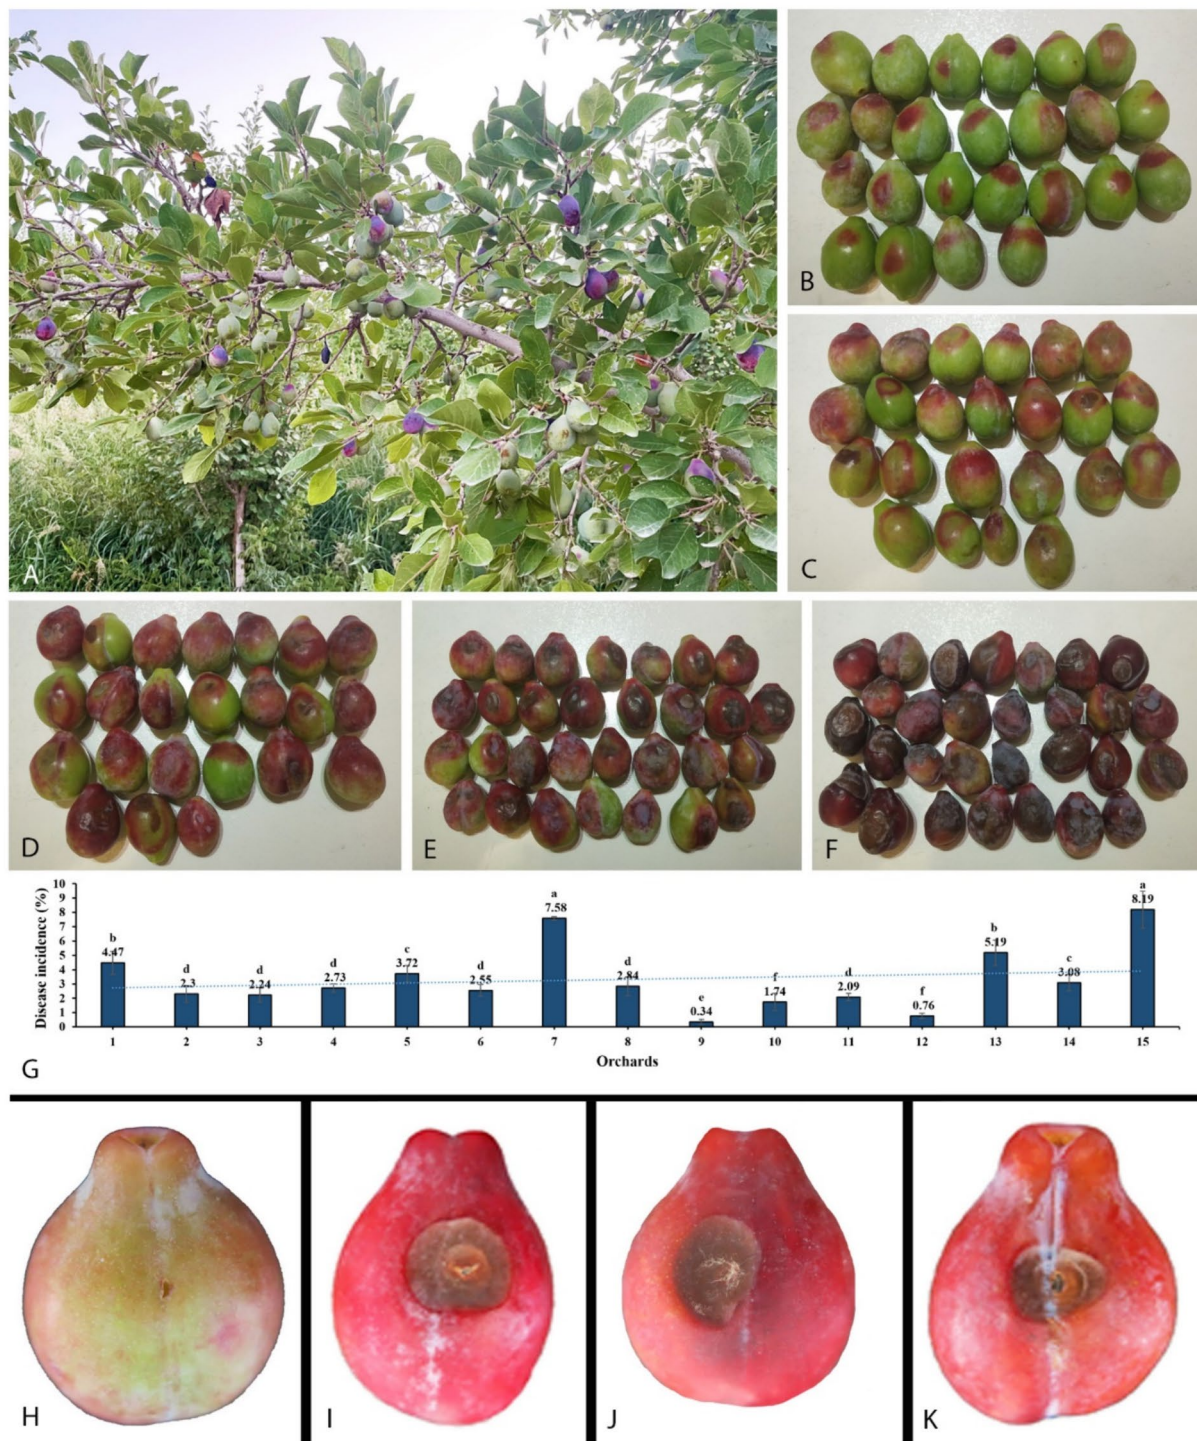 A
B
C
D
E
F
Disease incidence (%)
10
9
8
7
6
5
4
3
2
1
0
b
4.47
d
2.3
d
2.24
d
2.73
c
3.72
d
2.55
a
7.58
d
2.84
e
0.34
f
1.74
d
2.09
f
0.76
b
5.19
c
3.08
a
8.19
1 2 3 4 5 6 7 8 9 10 11 12 13 14 15
Orchards
G
H
I
J
K